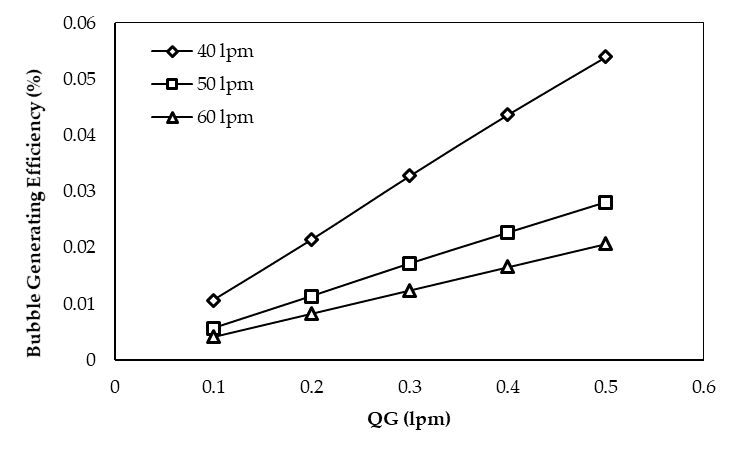 0.06
0.05
0.04
0.03
0.02
0.01
0
Bubble Generating Efficiency (%)
40 lpm
50 lpm
60 lpm
0 0.1 0.2 0.3 0.4 0.5 0.6
QG (lpm)